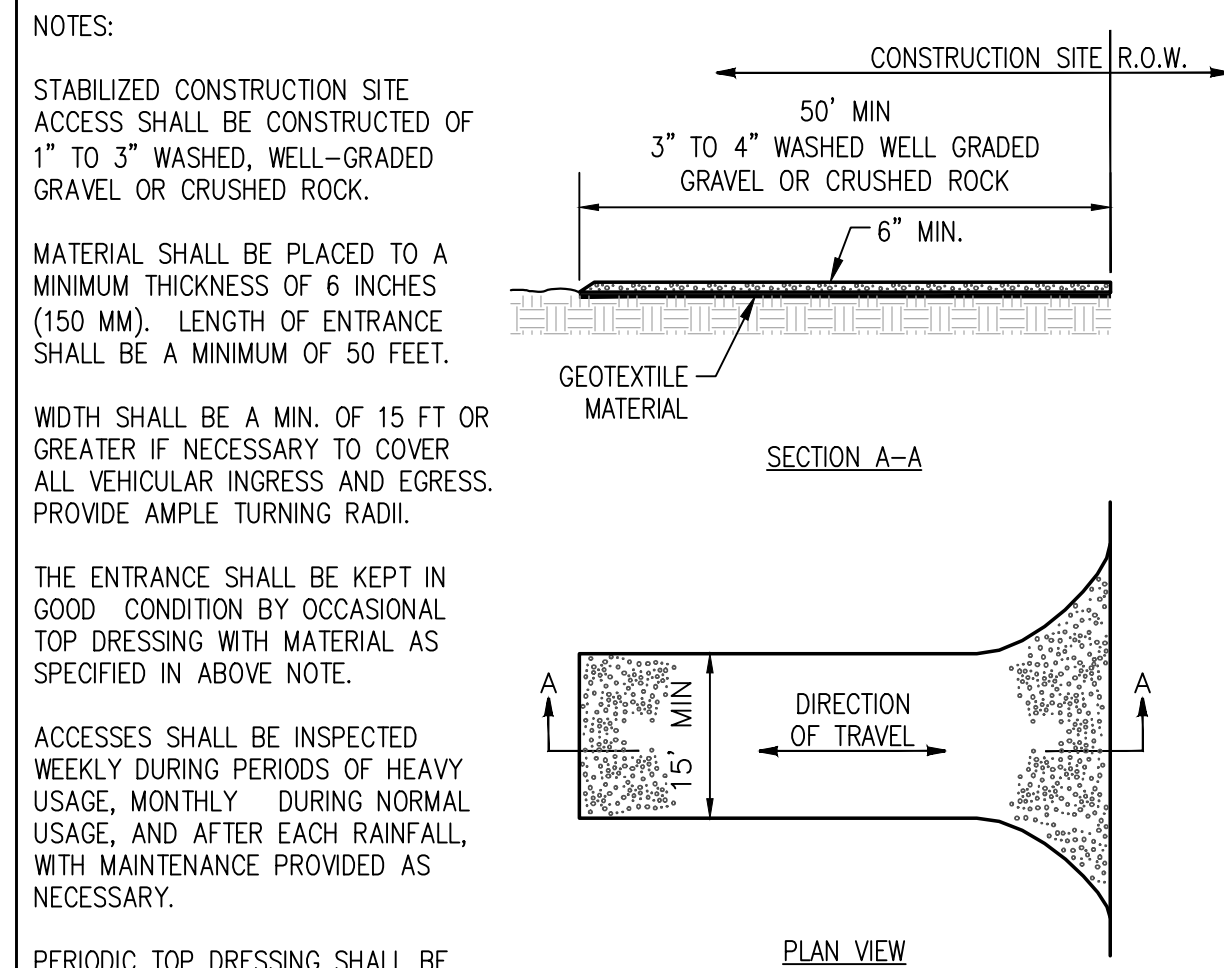 NOTES:
STABILIZED CONSTRUCTION SITE
ACCESS SHALL BE CONSTRUCTED OF
1" TO 3" WASHED, WELL-GRADED
GRAVEL OR CRUSHED ROCK.
MATERIAL SHALL BE PLACED TO A
MINIMUM THICKNESS OF 6 INCHES
(150 MM). LENGTH OF ENTRANCE
SHALL BE A MINIMUM OF 50 FEET.
WIDTH SHALL BE A MIN. OF 15 FT OR
GREATER IF NECESSARY TO COVER
ALL VEHICULAR INGRESS AND EGRESS.
PROVIDE AMPLE TURNING RADII.
THE ENTRANCE SHALL BE KEPT IN
GOOD CONDITION BY OCCASIONAL
TOP DRESSING WITH MATERIAL AS
SPECIFIED IN ABOVE NOTE.
ACCESSES SHALL BE INSPECTED
WEEKLY DURING PERIODS OF HEAVY
USAGE, MONTHLY DURING NORMAL
USAGE, AND AFTER EACH RAINFALL,
WITH MAINTENANCE PROVIDED AS
NECESSARY.
PERIODIC TOP DRESSING SHALL BE
CONSTRUCTION SITE R.O.W.
50' MIN
3" TO 4" WASHED WELL GRADED
GRAVEL OR CRUSHED ROCK
6" MIN.
GEOTEXTILE
MATERIAL
SECTION A-A
A
A
15' MIN
DIRECTION
OF TRAVEL
PLAN VIEW